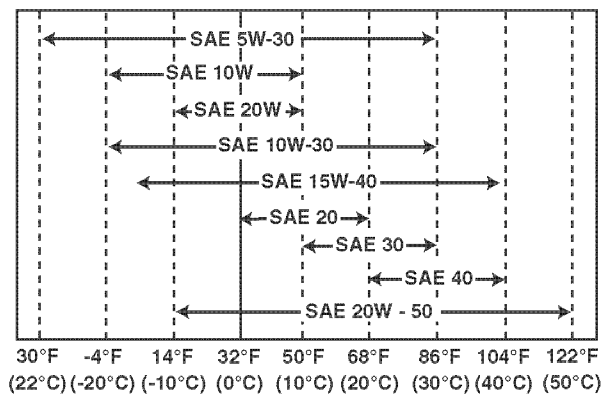 SAE 5W-30
SAE 10W
SAE 20W
SAE 10W-30
SAE 15W-40
SAE 20
SAE 30
SAE 40
SAE 20W - 50
30°F -4°F 14°F 32°F 50°F 68°F 86°F 104°F 122°F
(22°C) (-20°C) (-10°C) (0°C) (10°C) (20°C) (30°C) (40°C) (50°C)